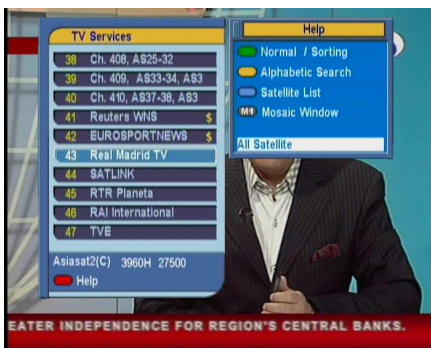 TV Services
38 Ch. 408, AS25-32
39 Ch. 409, AS33-34, AS3
40 Ch. 410, AS37-38, AS3
41 Reuters WNS $
42 EUROSPORTNEWS $
43 Real Madrid TV
44 SATLINK
45 RTR Planeta
46 RAI International
47 TVE
Asiasat2(C) 3960H 27500
Help
Help
Normal / Sorting
Alphabetic Search
Satellite List
M1 Mosaic Window
All Satellite
EATER INDEPENDENCE FOR REGION'S CENTRAL BANKS.